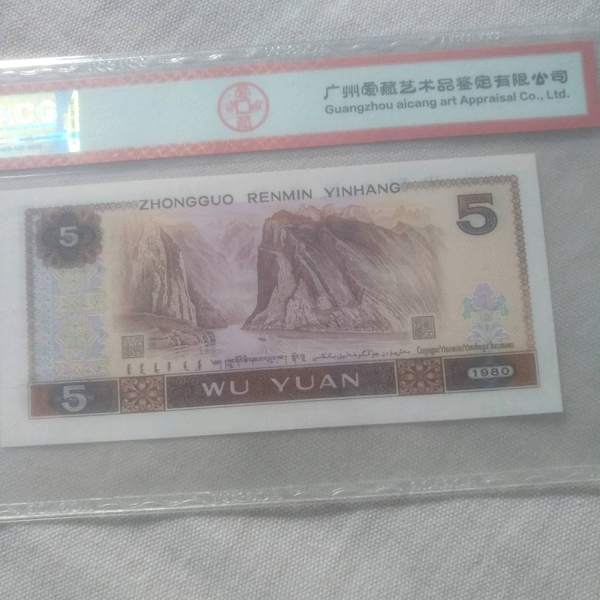 ACG
广州爱藏艺术品鉴定有限公司
Guangzhou aicang art Appraisal Co., Ltd.
ZHONGGUO RENMIN YINHANG
5
5
5
WU YUAN
1980